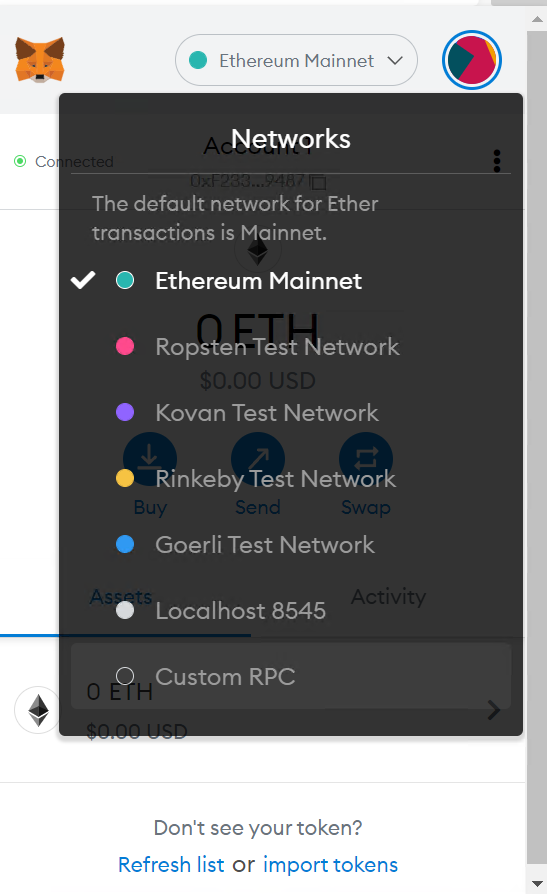 Ethereum Mainnet
Networks
Account 1
Connected
0xF233...9487
The default network for Ether
transactions is Mainnet.
Ethereum Mainnet
0 ETH
Ropsten Test Network
$0.00 USD
Kovan Test Network
Rinkeby Test Network
Buy
Send
Swap
Goerli Test Network
Assets
Activity
Localhost 8545
Custom RPC
0 ETH
$0.00 USD
Don't see your token?
Refresh list or import tokens